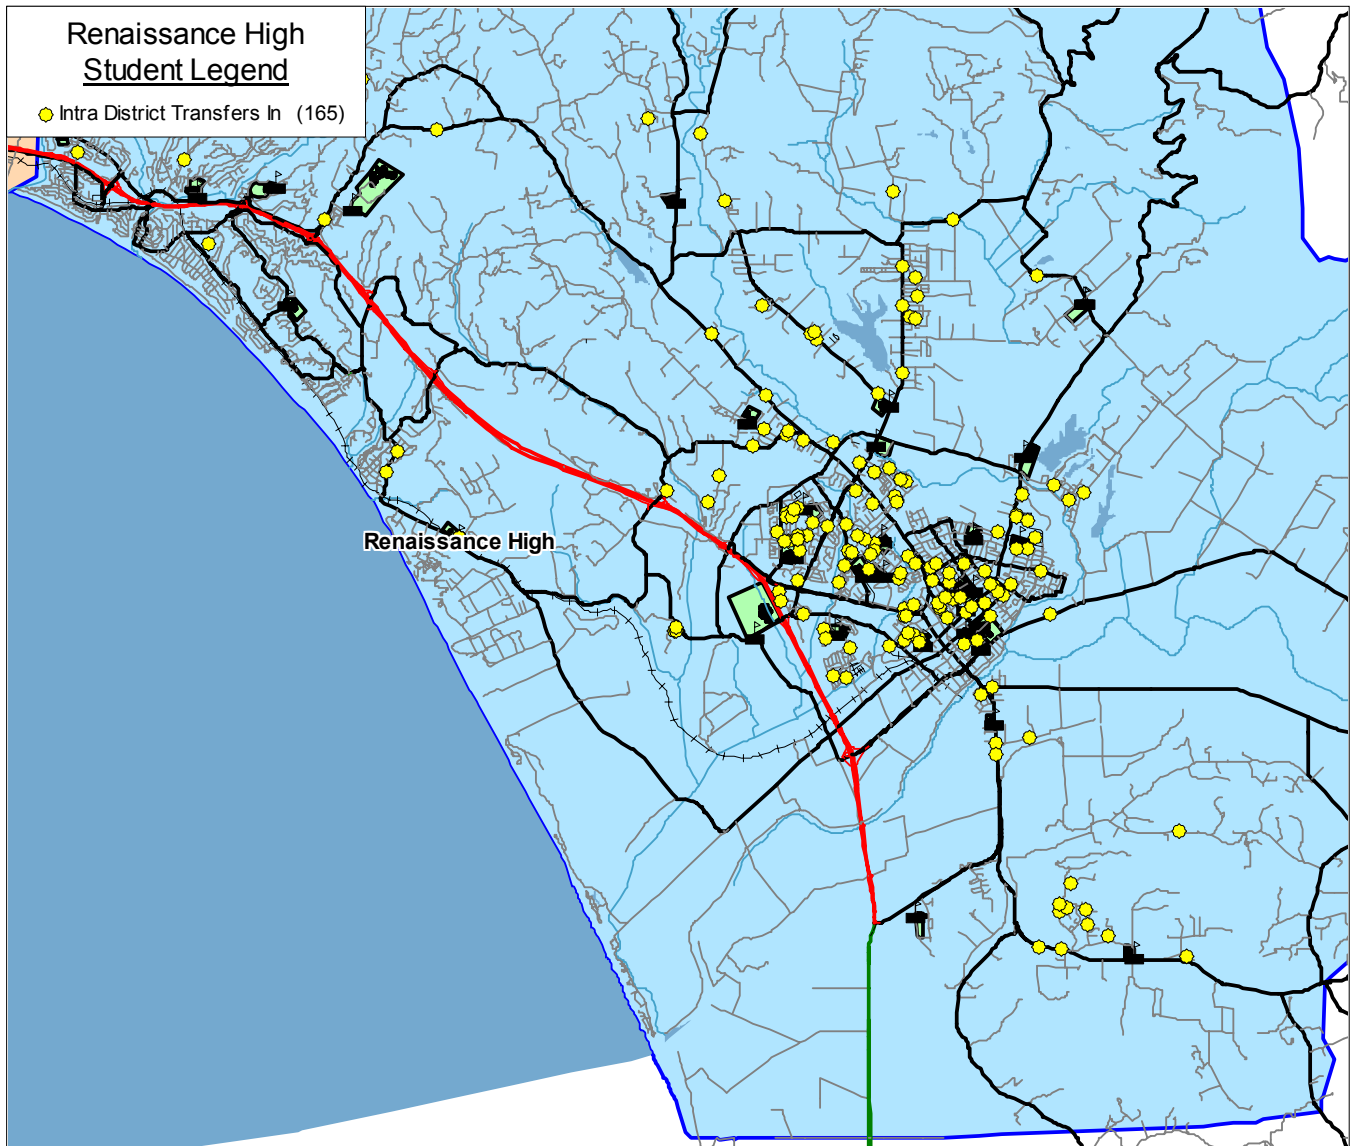 Renaissance High
Student Legend
Intra District Transfers In (165)
Renaissance High